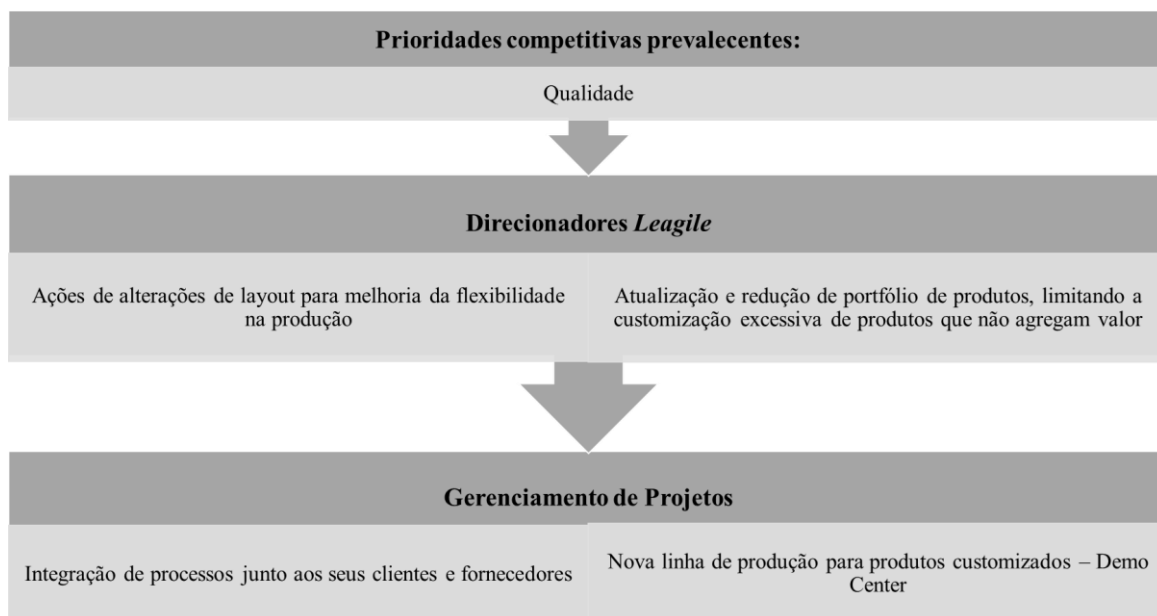 Prioridades competitivas prevalecentes:
Qualidade
Direcionadores Leagile
Ações de alterações de layout para melhoria da flexibilidade
na produção
Atualização e redução de portfólio de produtos, limitando a
customização excessiva de produtos que não agregam valor
Gerenciamento de Projetos
Integração de processos junto aos seus clientes e fornecedores
Nova linha de produção para produtos customizados – Demo
Center